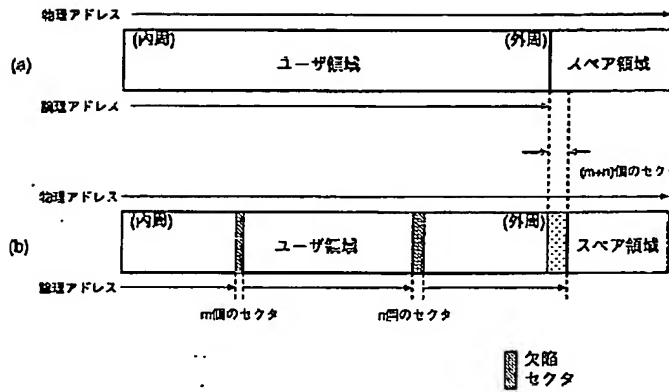 物理アドレス
(a)
(内周)
ユーザ領域
(外周)
スペア領域
論理アドレス
(m+n)個のセクタ
物理アドレス
(b)
(内周)
ユーザ領域
(外周)
スペア領域
論理アドレス
m個のセクタ
n個のセクタ
欠陥
セクタ